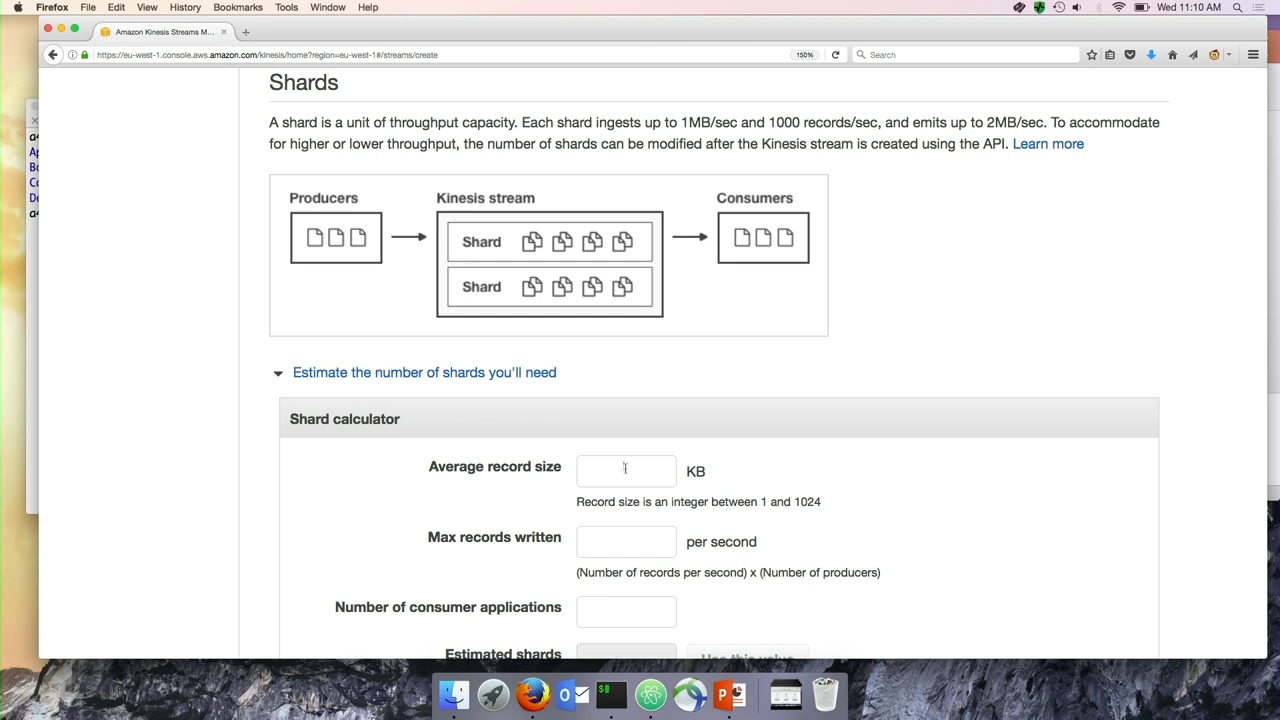 Firefox File Edit View History Bookmarks Tools Window Help Wed 11:10 AM
Amazon Kinesis Streams M...
https://eu-west-1.console.aws.amazon.com/kinesis/home?region=eu-west-1#/streams/create 150% Search
Shards
A shard is a unit of throughput capacity. Each shard ingests up to 1MB/sec and 1000 records/sec, and emits up to 2MB/sec. To accommodate
for higher or lower throughput, the number of shards can be modified after the Kinesis stream is created using the API. Learn more
Producers Kinesis stream Consumers
Shard
Shard
Estimate the number of shards you'll need
Shard calculator
Average record size KB
Record size is an integer between 1 and 1024
Max records written per second
(Number of records per second) x (Number of producers)
Number of consumer applications
Estimated shards Use this value